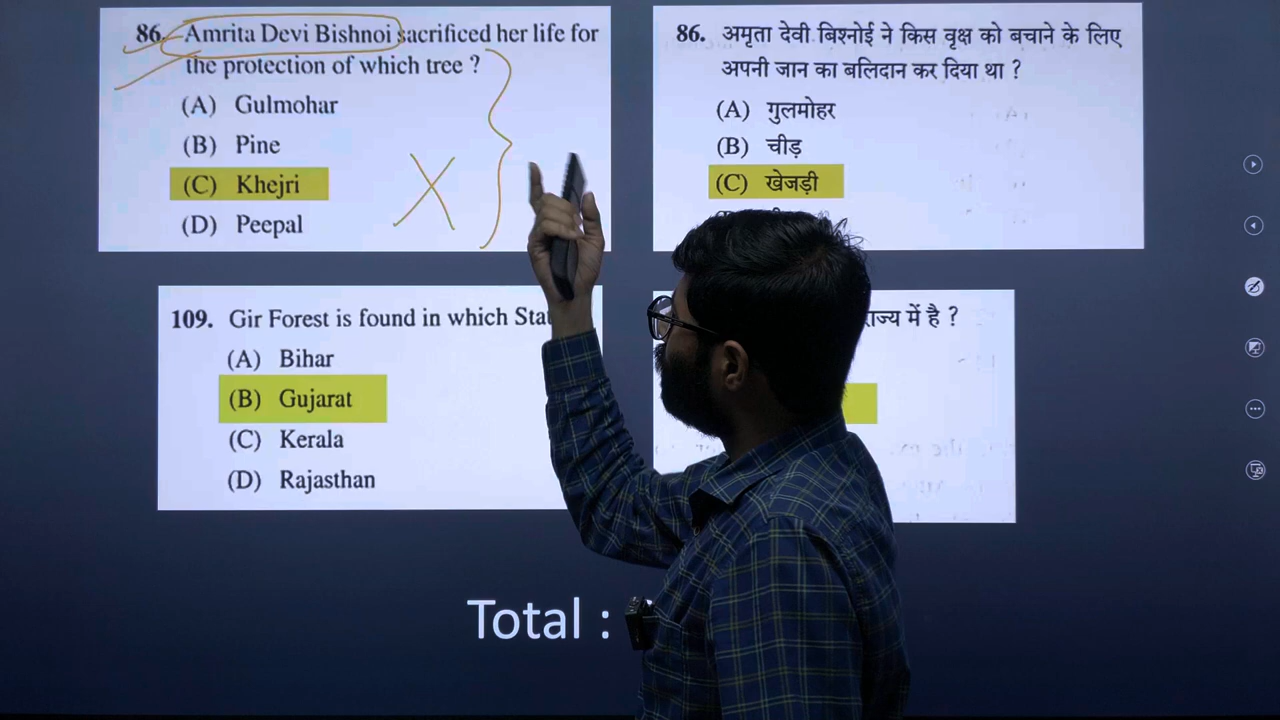 86. Amrita Devi Bishnoi sacrificed her life for
the protection of which tree ?
(A) Gulmohar
(B) Pine
(C) Khejri
(D) Peepal
86. अमृता देवी बिश्नोई ने किस वृक्ष को बचाने के लिए
अपनी जान का बलिदान कर दिया था ?
(A) गुलमोहर
(B) चीड़
(C) खेजड़ी
109. Gir Forest is found in which
(A) Bihar
(B) Gujarat
(C) Kerala
(D) Rajasthan
राज्य में है ?
Total :